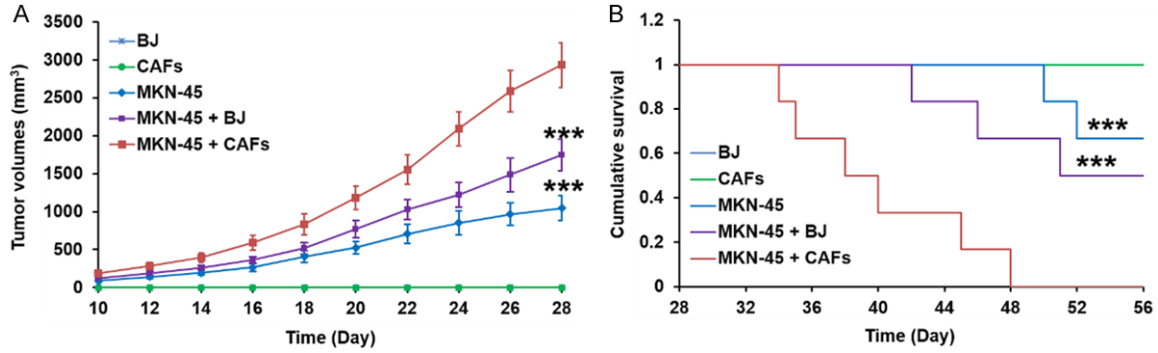 A
3500
3000
2500
2000
1500
1000
500
0
Tumor volumes (mm³)
BJ
CAFs
MKN-45
MKN-45 + BJ
MKN-45 + CAFs
***
***
10 12 14 16 18 20 22 24 26 28
Time (Day)
B
1.2
1
0.8
0.6
0.4
0.2
0
Cumulative survival
***
***
BJ
CAFs
MKN-45
MKN-45 + BJ
MKN-45 + CAFs
28 32 36 40 44 48 52 56
Time (Day)